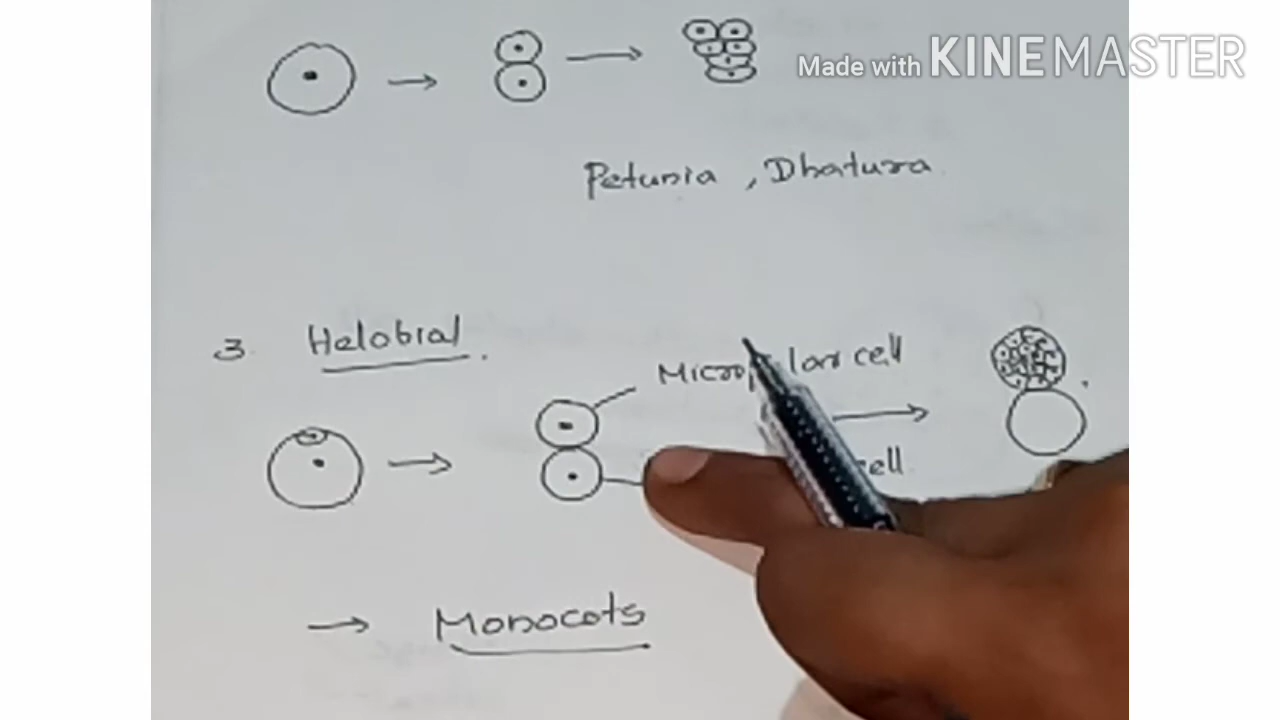 Made with KINEMASTER
Petunia, Dhatura
3. Helobial.
cell
cell
→ Monocots